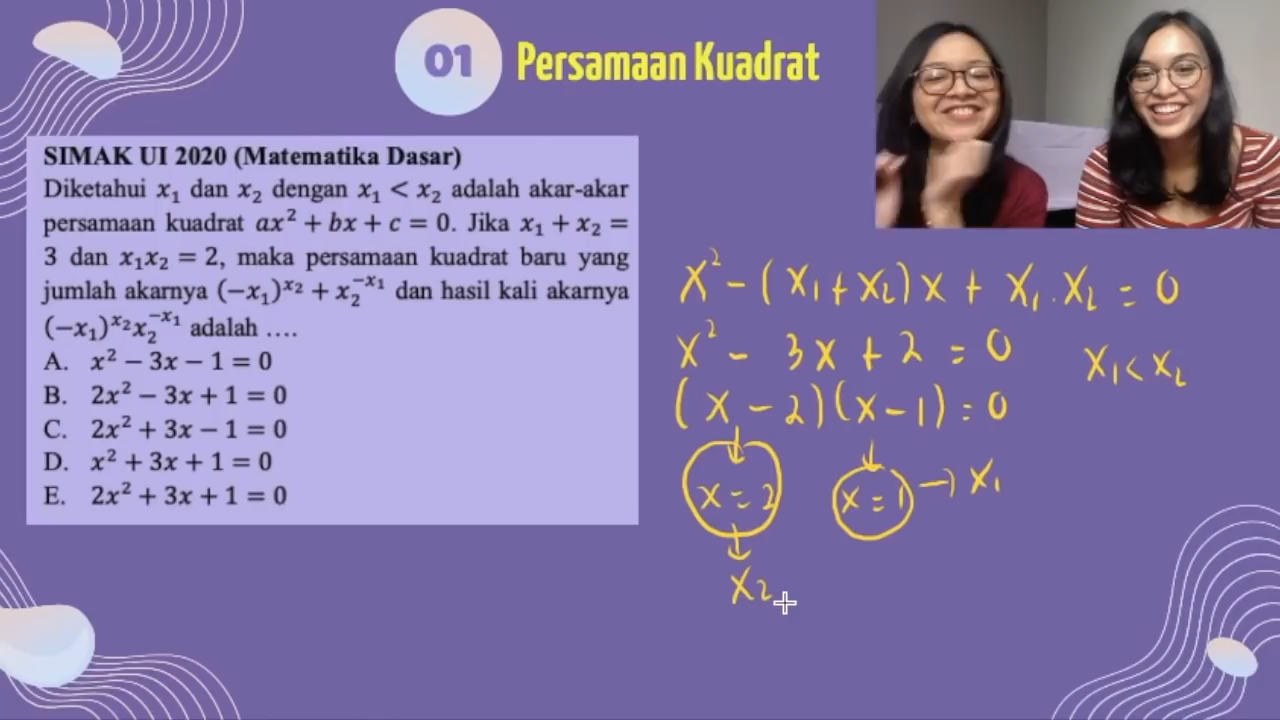 01 Persamaan Kuadrat
SIMAK UI 2020 (Matematika Dasar)
Diketahui x₁ dan x₂ dengan x₁ < x₂ adalah akar-akar
persamaan kuadrat ax² + bx + c = 0. Jika x₁ + x₂ =
3 dan x₁x₂ = 2, maka persamaan kuadrat baru yang
jumlah akarnya (−x₁)^x₂ + x₂^−x₁ dan hasil kali akarnya
(−x₁)^x₂ x₂^−x₁ adalah ….
A. x² − 3x − 1 = 0
B. 2x² − 3x + 1 = 0
C. 2x² + 3x − 1 = 0
D. x² + 3x + 1 = 0
E. 2x² + 3x + 1 = 0
x² - (x₁ + x₂)x + x₁ . x₂ = 0
x² - 3x + 2 = 0
x₁ < x₂
(x - 2)(x - 1) = 0
x = 2
x = 1 → x₁
x₂